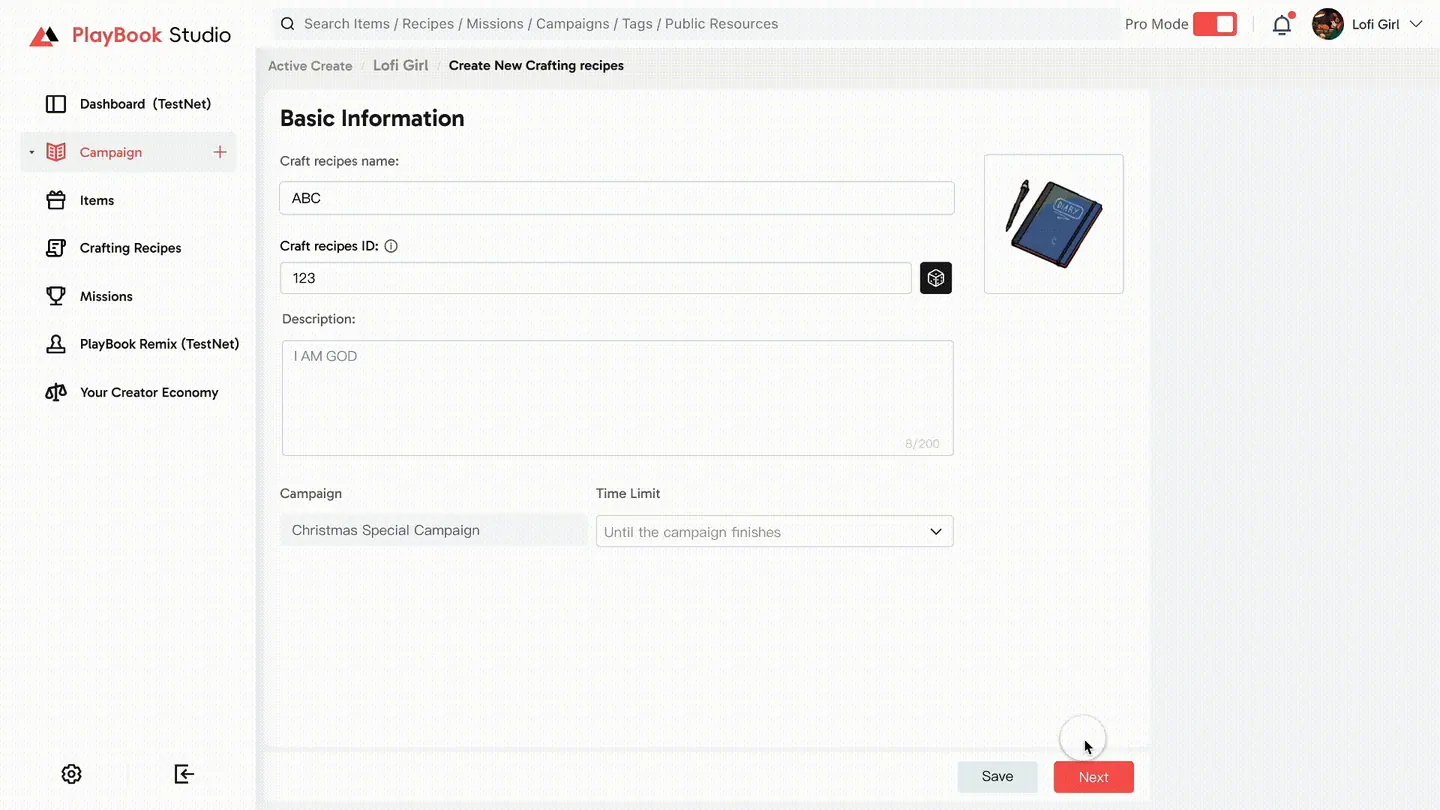 PlayBook Studio
Search Items / Recipes / Missions / Campaigns / Tags / Public Resources
Pro Mode
Lofi Girl
Active Create / Lofi Girl / Create New Crafting recipes
Dashboard (TestNet)
Campaign
Items
Crafting Recipes
Missions
PlayBook Remix (TestNet)
Your Creator Economy
Basic Information
Craft recipes name:
ABC
Craft recipes ID:
123
Description:
I AM GOD
8/200
Campaign
Time Limit
Christmas Special Campaign
Until the campaign finishes
DIARY
Save
Next